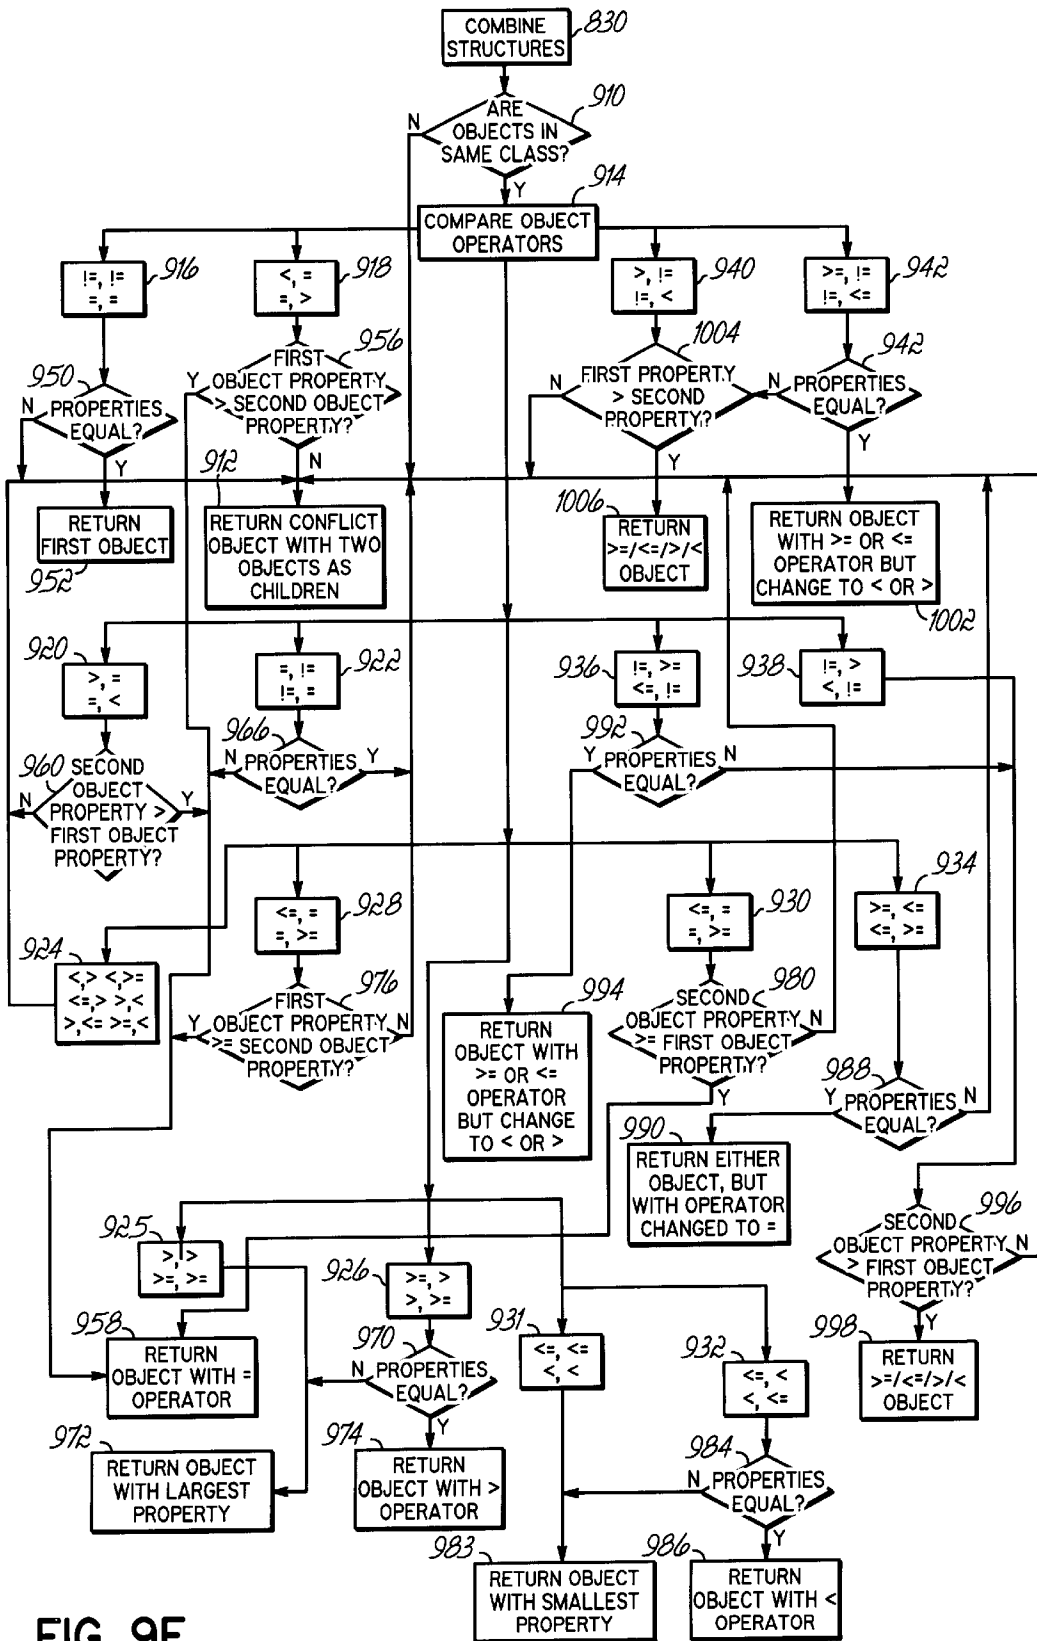 COMBINE
STRUCTURES
830
910
ARE
OBJECTS IN
SAME CLASS?
N
Y
914
COMPARE OBJECT
OPERATORS
!=, !=
=, =
916
<, =
=, >
918
>, !=
!=, <
940
>=, !=
!=, <=
942
950
PROPERTIES
EQUAL?
N
Y
956
FIRST
OBJECT PROPERTY
> SECOND OBJECT
PROPERTY?
Y
N
1004
FIRST PROPERTY
> SECOND
PROPERTY?
N
Y
942
PROPERTIES
EQUAL?
N
Y
RETURN
FIRST OBJECT
952
912
RETURN CONFLICT
OBJECT WITH TWO
OBJECTS AS
CHILDREN
1006
RETURN
>=/<=/>/<
OBJECT
RETURN OBJECT
WITH >= OR <=
OPERATOR BUT
CHANGE TO < OR >
1002
920
>, =
=, <
=, !=
!=, =
922
936
!=, >=
<=, !=
938
!=, >
<, !=
960
SECOND
OBJECT
PROPERTY >
FIRST OBJECT
PROPERTY?
N
Y
966
PROPERTIES
EQUAL?
N
Y
992
PROPERTIES
EQUAL?
Y
N
924
<,> <,>=
<=,> >,<
>,<= >=,<
<=, =
=, >=
928
<=, =
=, >=
930
934
>=, <=
<=, >=
976
FIRST
OBJECT PROPERTY
>= SECOND OBJECT
PROPERTY?
Y
N
994
RETURN
OBJECT WITH
>= OR <=
OPERATOR
BUT CHANGE
TO < OR >
980
SECOND
OBJECT PROPERTY
>= FIRST OBJECT
PROPERTY?
N
Y
988
PROPERTIES
EQUAL?
Y
N
990
RETURN EITHER
OBJECT, BUT
WITH OPERATOR
CHANGED TO =
996
SECOND
OBJECT PROPERTY
> FIRST OBJECT
PROPERTY?
N
Y
925
>, >
>=, >=
926
>=, >
>, >=
931
<=, <=
<, <
932
<=, <
<, <=
998
RETURN
>=/<=/>/<
OBJECT
958
RETURN
OBJECT WITH =
OPERATOR
970
PROPERTIES
EQUAL?
N
Y
972
RETURN OBJECT
WITH LARGEST
PROPERTY
974
RETURN
OBJECT WITH >
OPERATOR
984
PROPERTIES
EQUAL?
N
Y
983
RETURN OBJECT
WITH SMALLEST
PROPERTY
986
RETURN
OBJECT WITH <
OPERATOR